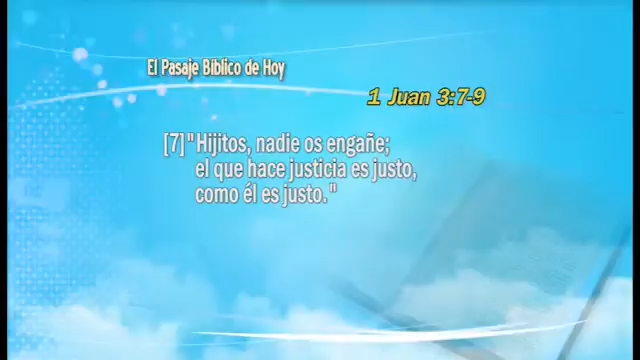 El Pasaje Bíblico de Hoy
1 Juan 3:7-9
[7]"Hijitos, nadie os engañe;
el que hace justicia es justo,
como él es justo."